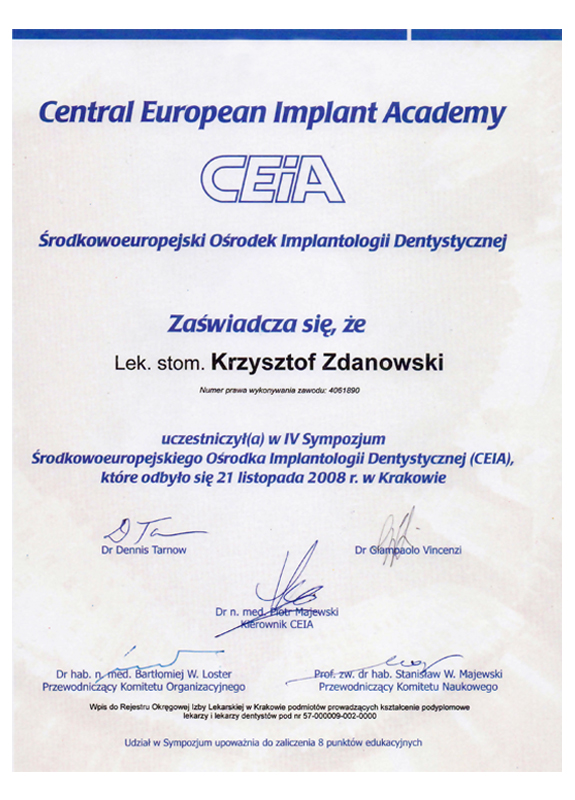 Central European Implant Academy
CEiA
Środkowoeuropejski Ośrodek Implantologii Dentystycznej
Zaświadcza się, że
Lek. stom. Krzysztof Zdanowski
Numer prawa wykonywania zawodu: 4061890
uczestniczył(a) w IV Sympozjum
Środkowoeuropejskiego Ośrodka Implantologii Dentystycznej (CEIA),
które odbyło się 21 listopada 2008 r. w Krakowie
D Tar
Dr Dennis Tarnow
Dr Giampaolo Vincenzi
Dr n. med. Piotr Majewski
Kierownik CEIA
Dr hab. n. med. Bartłomiej W. Loster
Przewodniczący Komitetu Organizacyjnego
Prof. zw. dr hab. Stanisław W. Majewski
Przewodniczący Komitetu Naukowego
Wpis do Rejestru Okręgowej Izby Lekarskiej w Krakowie podmiotów prowadzących kształcenie podyplomowe
lekarzy i lekarzy dentystów pod nr 57-000009-002-0000
Udział w Sympozjum upoważnia do zaliczenia 8 punktów edukacyjnych